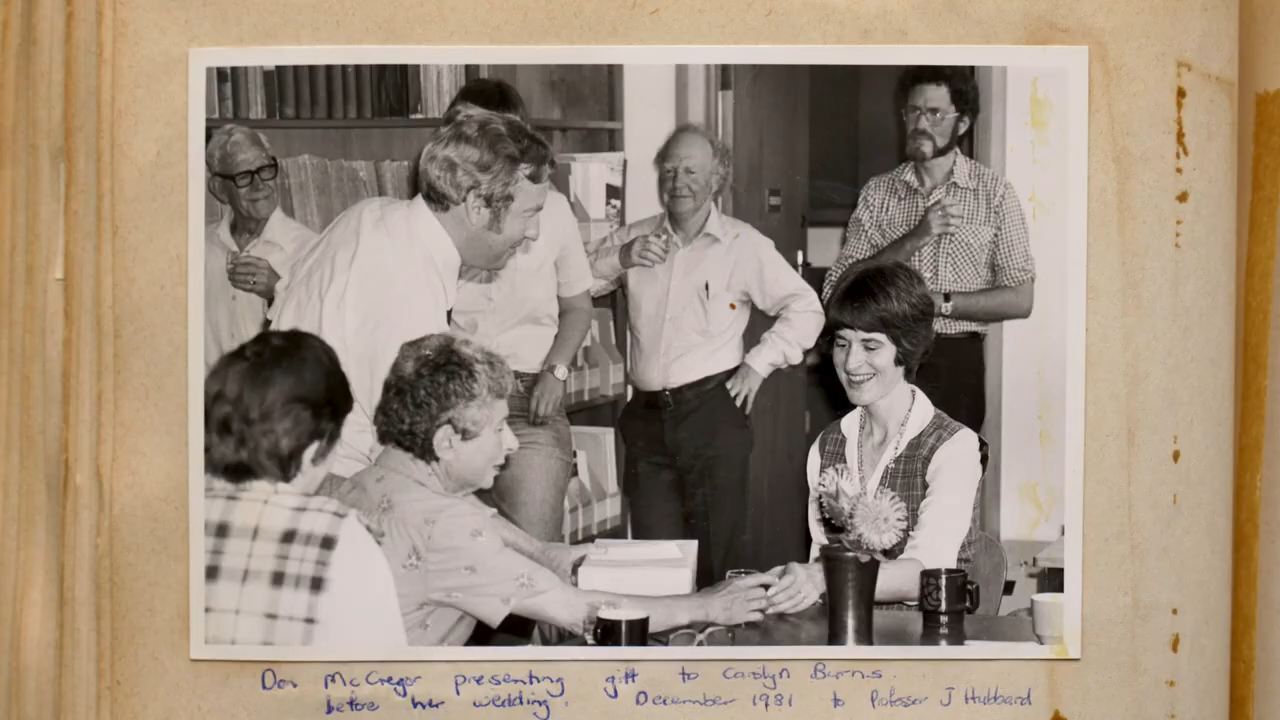 Don McGregor presenting gift to Carolyn Burns.
before her wedding. December 1981 to Professor J Hubbard